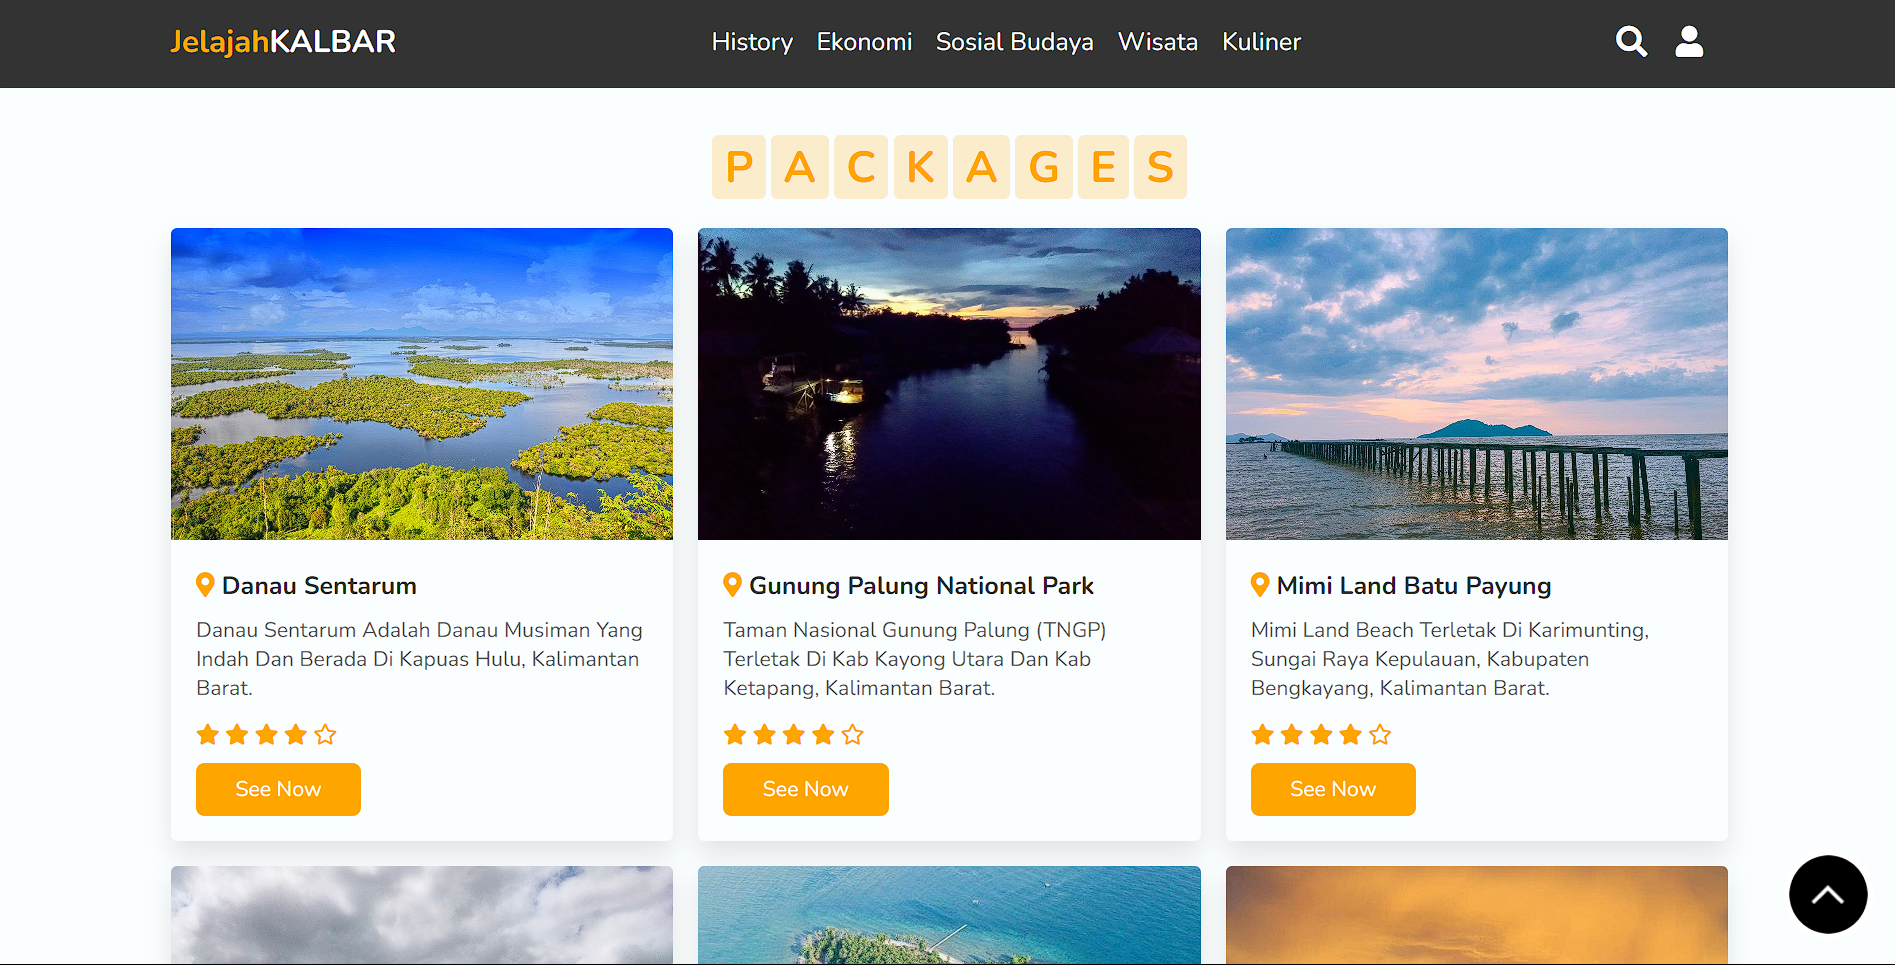 JelajahKALBAR
History Ekonomi Sosial Budaya Wisata Kuliner
PACKAGES
Danau Sentarum
Danau Sentarum Adalah Danau Musiman Yang
Indah Dan Berada Di Kapuas Hulu, Kalimantan
Barat.
See Now
Gunung Palung National Park
Taman Nasional Gunung Palung (TNGP)
Terletak Di Kab Kayong Utara Dan Kab
Ketapang, Kalimantan Barat.
See Now
Mimi Land Batu Payung
Mimi Land Beach Terletak Di Karimunting,
Sungai Raya Kepulauan, Kabupaten
Bengkayang, Kalimantan Barat.
See Now